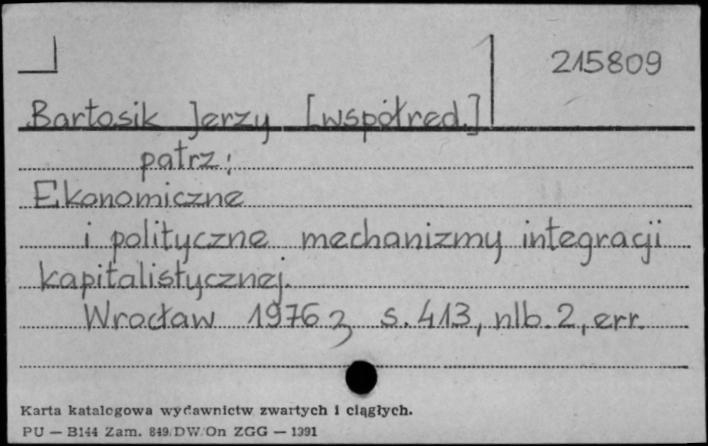 215809
Bartosik Jerzy [współred.]
patrz:
Ekonomiczne
i polityczne mechanizmy integracji
kapitalistycznej.
Wrocław 1976 s. 413, nlb. 2, err.
Karta katalogowa wydawnictw zwartych i ciągłych.
PU — B144 Zam. 849/DW/On ZGG — 1391